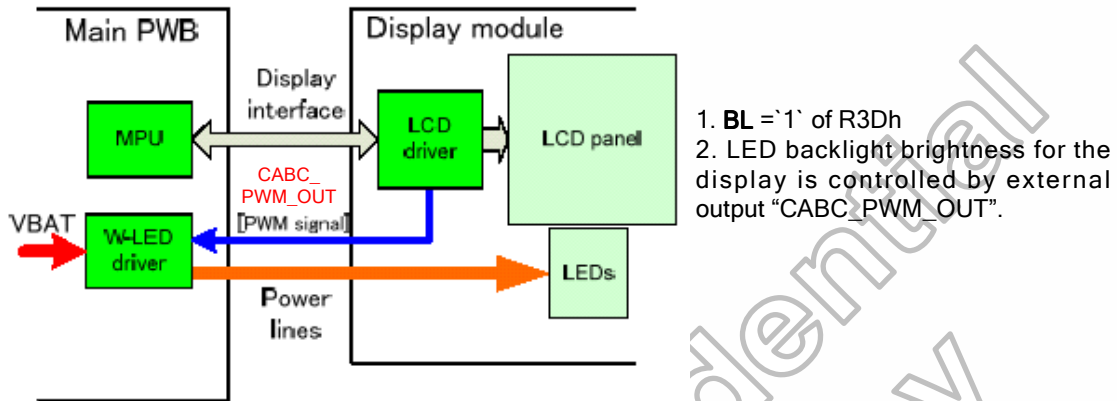 Main PWB
Display module
Display
interface
MPU
LCD
driver
LCD panel
CABC_
PWM_OUT
[PWM signal]
VBAT
W-LED
driver
LEDs
Power
lines
1. BL =`1` of R3Dh
2. LED backlight brightness for the
display is controlled by external
output “CABC_PWM_OUT”.